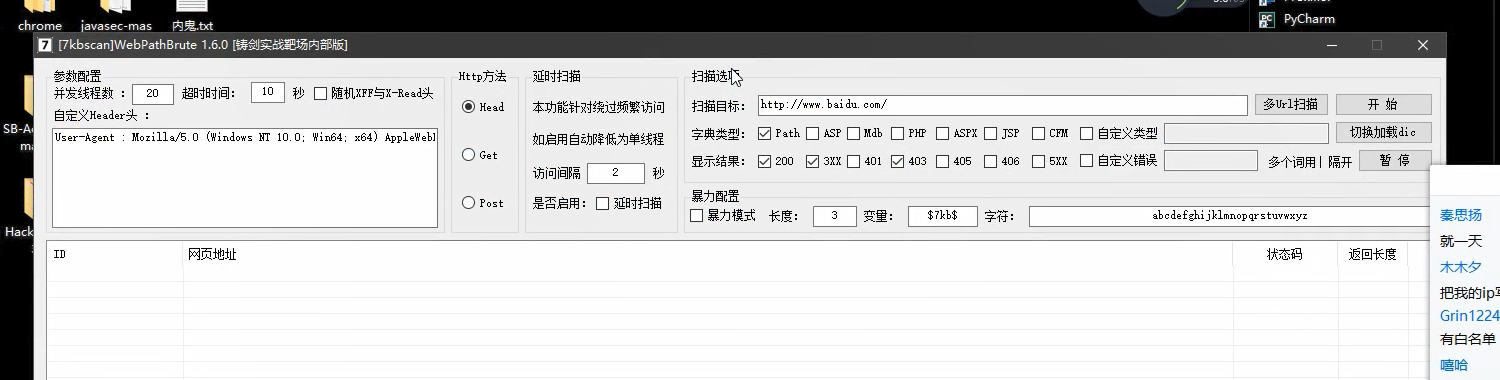 chrome
javasec-mas
内鬼.txt
PyCharm
[7kbscan]WebPathBrute 1.6.0 [铸剑实战靶场内部版]
参数配置
并发线程数 : 20 超时时间: 10 秒 随机XFF与X-Read头
自定义Header头 :
User-Agent : Mozilla/5.0 (Windows NT 10.0; Win64; x64) AppleWebl
Http方法
Head
Get
Post
延时扫描
本功能针对绕过频繁访问
如启用自动降低为单线程
访问间隔 2 秒
是否启用: 延时扫描
扫描选项
扫描目标: http://www.baidu.com/ 多Url扫描 开 始
字典类型: Path ASP Mdb PHP ASPX JSP CFM 自定义类型 切换加载dic
显示结果: 200 3XX 401 403 405 406 5XX 自定义错误 多个词用| 隔开 暂 停
暴力配置
暴力模式 长度: 3 变量: $7kb$ 字符: abcdefghijklmnopqrstuvwxyz
ID 网页地址 状态码 返回长度
秦思扬
就一天
木木夕
把我的ip
Grin1224
有白名单
嘻哈